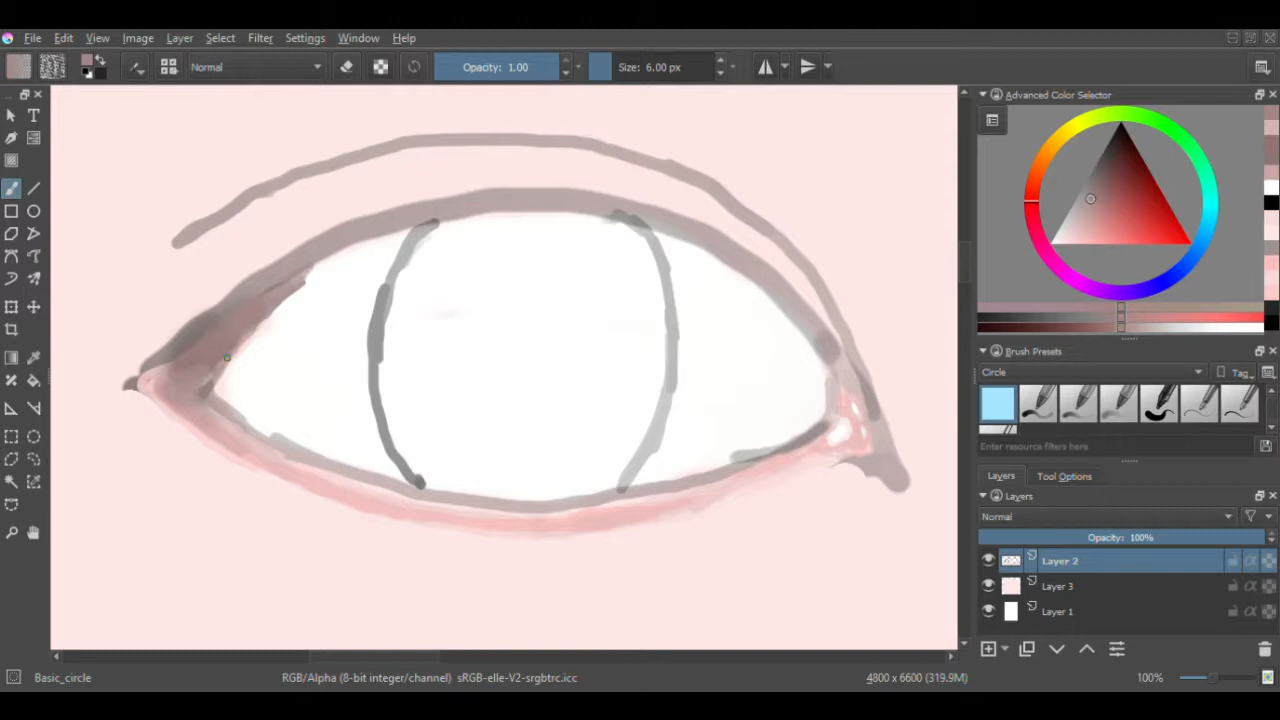 File Edit View Image Layer Select Filter Settings Window Help
Normal Opacity: 1.00 Size: 6.00 px
Advanced Color Selector
Brush Presets
Circle Tag
Enter resource filters here
Layers Tool Options
Layers
Normal
Opacity: 100%
Layer 2
Layer 3
Layer 1
Basic_circle RGB/Alpha (8-bit integer/channel) sRGB-elle-V2-srgbtrc.icc 4800 x 6600 (319.9M) 100%